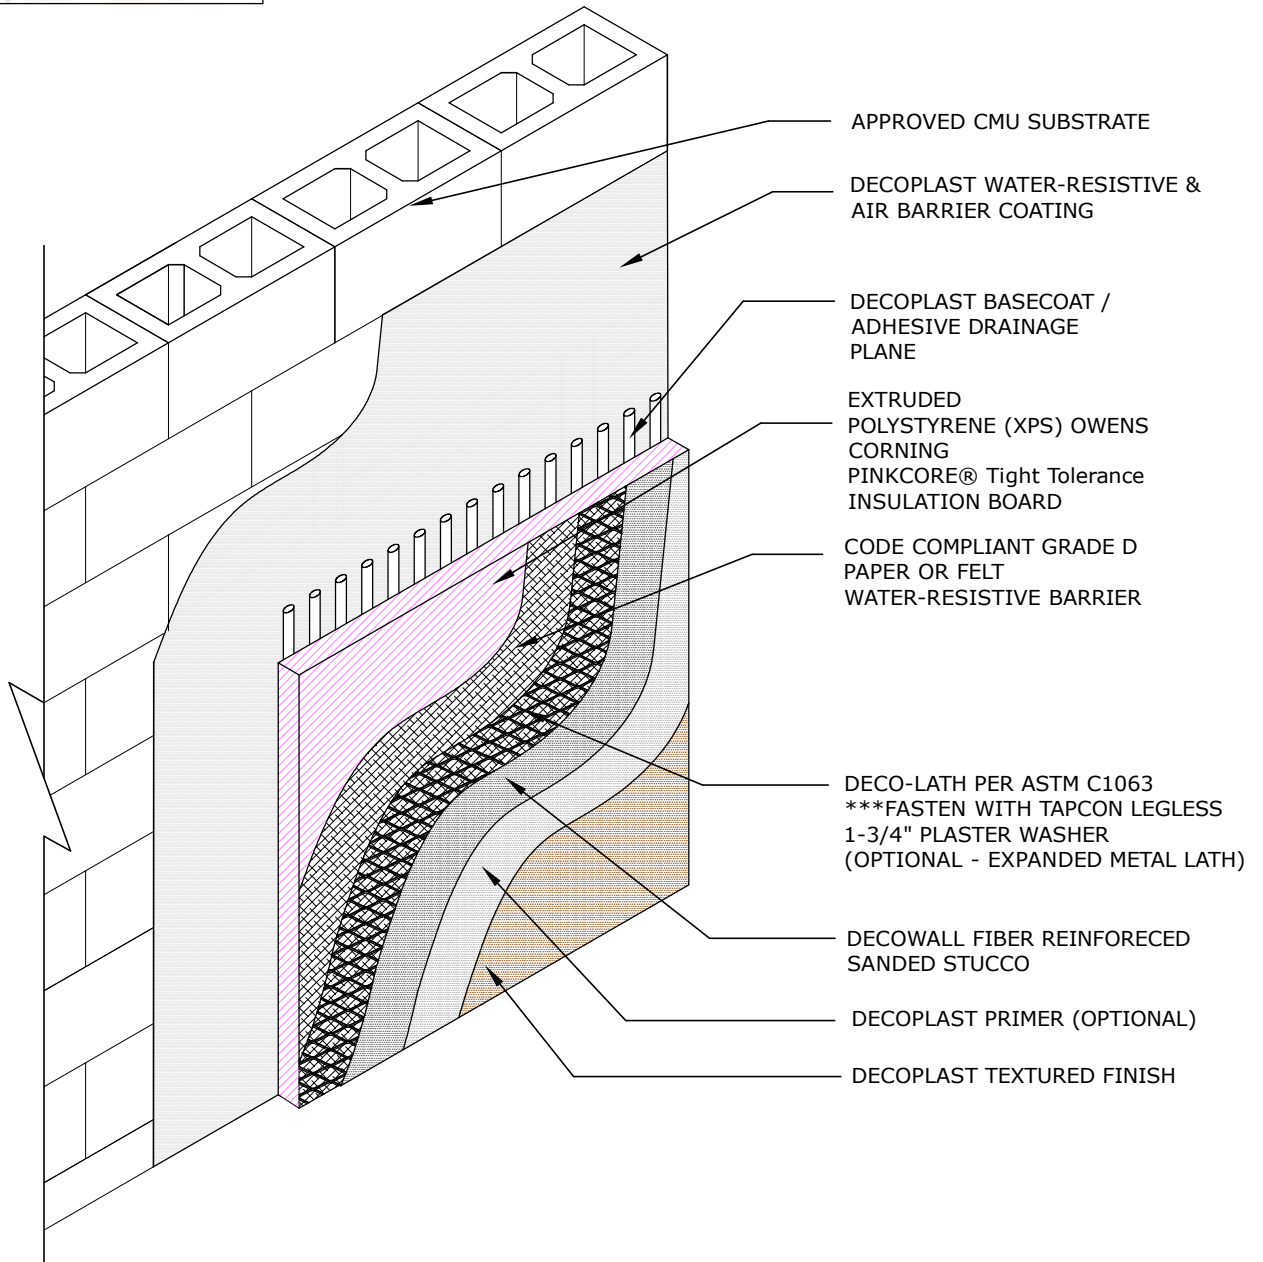 APPROVED CMU SUBSTRATE
DECOPLAST WATER-RESISTIVE &
AIR BARRIER COATING
DECOPLAST BASECOAT /
ADHESIVE DRAINAGE
PLANE
EXTRUDED
POLYSTYRENE (XPS) OWENS
CORNING
PINKCORE® Tight Tolerance
INSULATION BOARD
CODE COMPLIANT GRADE D
PAPER OR FELT
WATER-RESISTIVE BARRIER
DECO-LATH PER ASTM C1063
***FASTEN WITH TAPCON LEGLESS
1-3/4" PLASTER WASHER
(OPTIONAL - EXPANDED METAL LATH)
DECOWALL FIBER REINFORECED
SANDED STUCCO
DECOPLAST PRIMER (OPTIONAL)
DECOPLAST TEXTURED FINISH